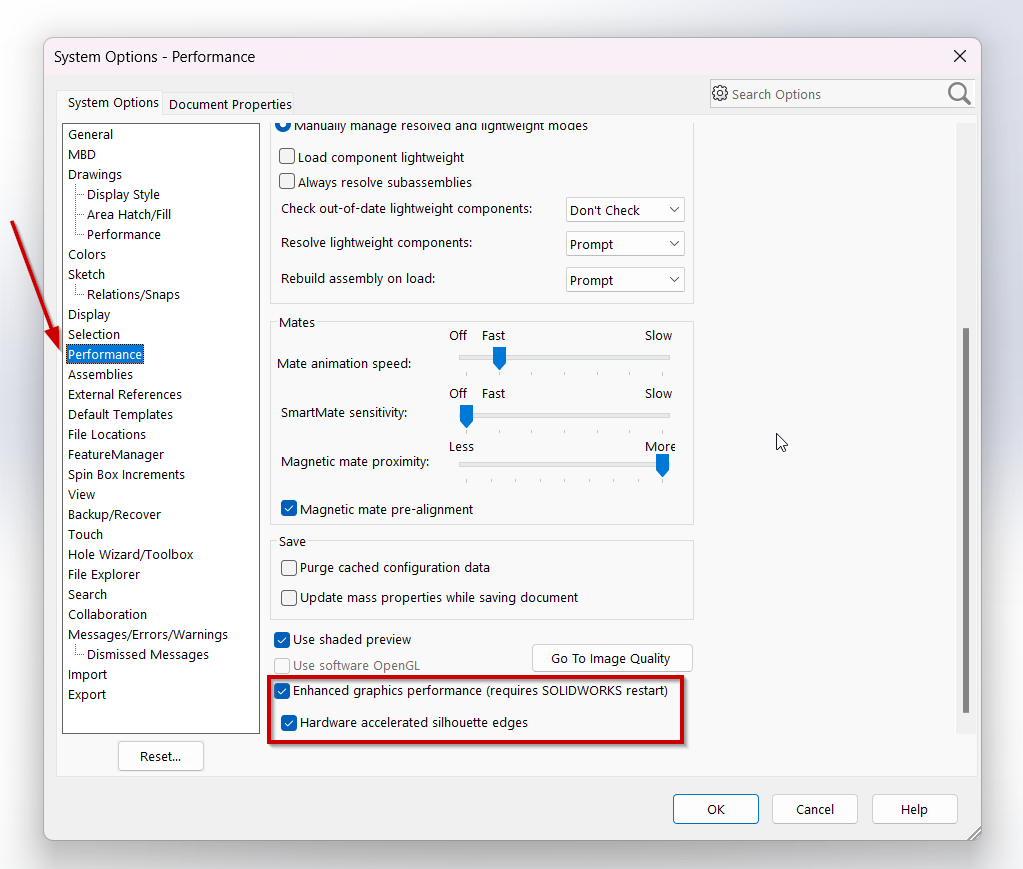 System Options - Performance
System Options
Document Properties
Search Options
General
MBD
Drawings
Display Style
Area Hatch/Fill
Performance
Colors
Sketch
Relations/Snaps
Display
Selection
Performance
Assemblies
External References
Default Templates
File Locations
FeatureManager
Spin Box Increments
View
Backup/Recover
Touch
Hole Wizard/Toolbox
File Explorer
Search
Collaboration
Messages/Errors/Warnings
Dismissed Messages
Import
Export
Reset...
Manually manage resolved and lightweight modes
Load component lightweight
Always resolve subassemblies
Check out-of-date lightweight components:
Don't Check
Resolve lightweight components:
Prompt
Rebuild assembly on load:
Prompt
Mates
Off Fast Slow
Mate animation speed:
Off Fast Slow
SmartMate sensitivity:
Less More
Magnetic mate proximity:
Magnetic mate pre-alignment
Save
Purge cached configuration data
Update mass properties while saving document
Use shaded preview
Use software OpenGL
Go To Image Quality
Enhanced graphics performance (requires SOLIDWORKS restart)
Hardware accelerated silhouette edges
OK
Cancel
Help